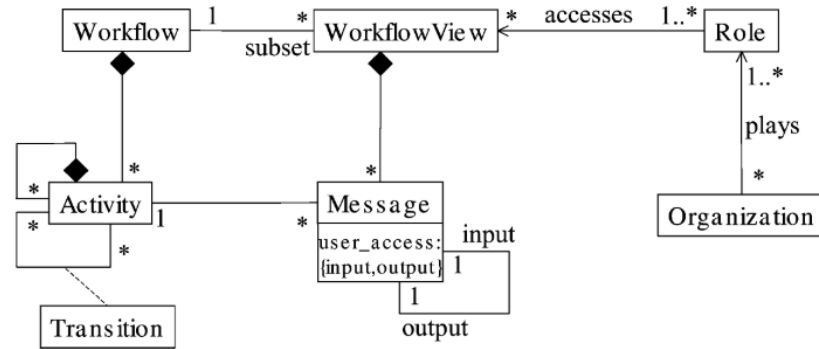 Workflow
1
*
subset
WorkflowView
*
accesses
1..*
Role
1..*
plays
*
Organization
*
*
*
Activity
*
*
1
*
Message
user_access:
{input,output}
input
1
1
output
Transition